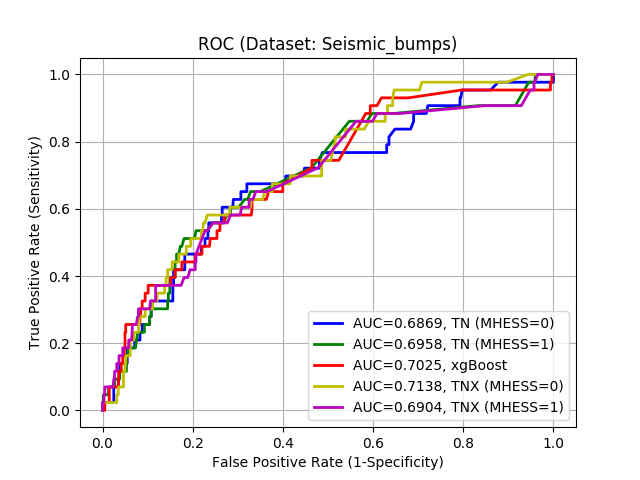 ROC (Dataset: Seismic_bumps)
True Positive Rate (Sensitivity)
1.0
0.8
0.6
0.4
0.2
0.0
AUC=0.6869, TN (MHESS=0)
AUC=0.6958, TN (MHESS=1)
AUC=0.7025, xgBoost
AUC=0.7138, TNX (MHESS=0)
AUC=0.6904, TNX (MHESS=1)
0.0 0.2 0.4 0.6 0.8 1.0
False Positive Rate (1-Specificity)